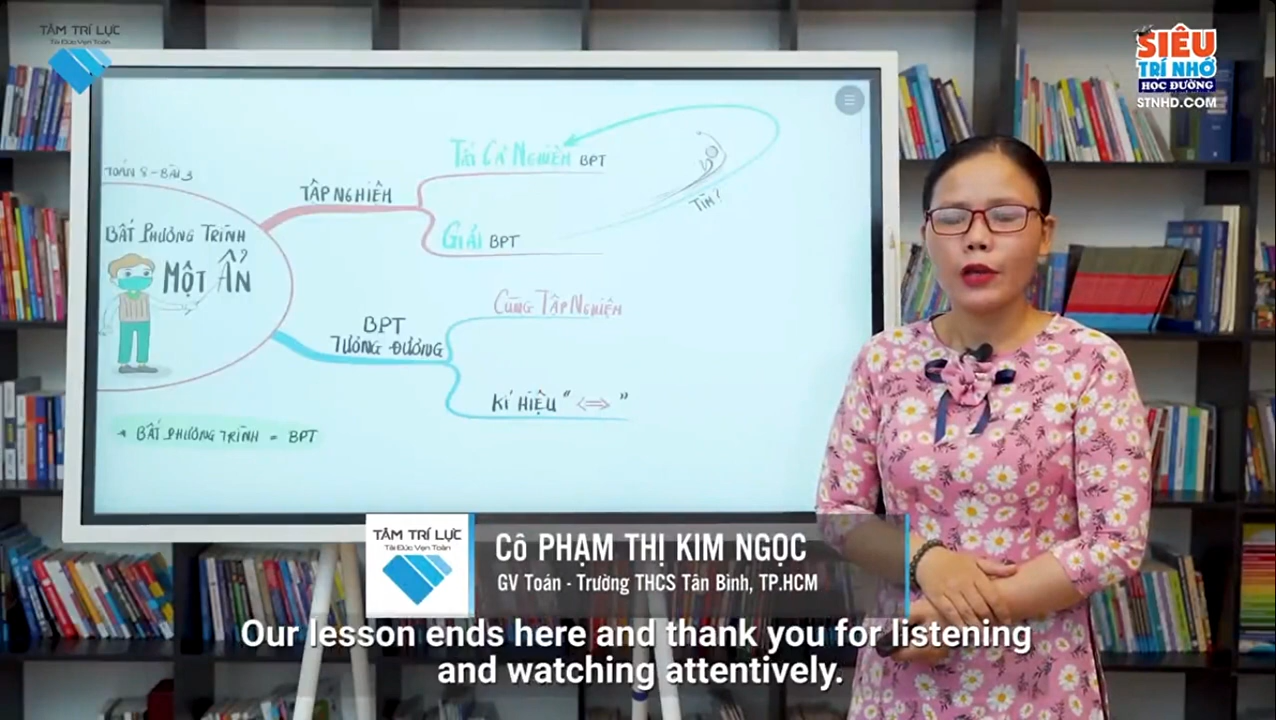 TÂM TRÍ LỰC
Tài Đức Vẹn Toàn
SIÊU
TRÍ NHỚ
HỌC ĐƯỜNG
STNHD.COM
TOÁN 8 - BÀI 3
BẤT PHƯƠNG TRÌNH
MỘT ẨN
TẬP NGHIỆM
TẤT CẢ NGHIỆM BPT
GIẢI BPT
TÌM?
BPT
TƯƠNG ĐƯƠNG
CÙNG TẬP NGHIỆM
KÍ HIỆU " <=> "
* BẤT PHƯƠNG TRÌNH = BPT
TÂM TRÍ LỰC
Tài Đức Vẹn Toàn
Cô PHẠM THỊ KIM NGỌC
GV Toán - Trường THCS Tân Bình, TP.HCM
Our lesson ends here and thank you for listening
and watching attentively.